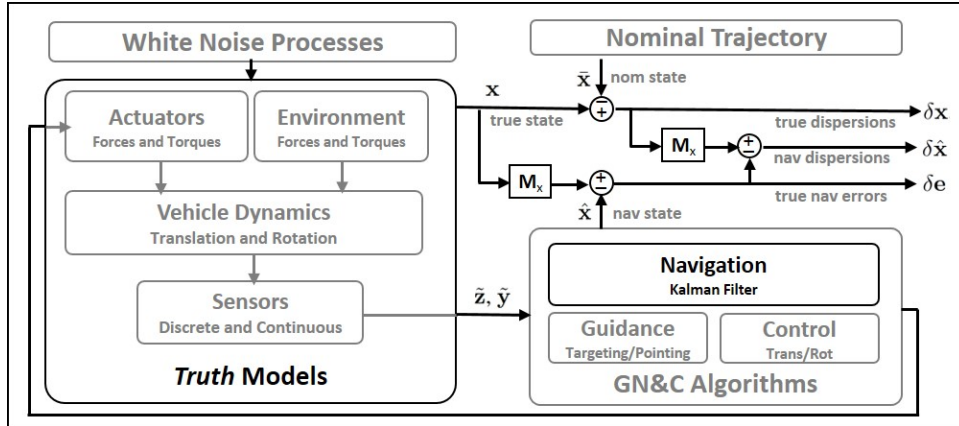 White Noise Processes
Nominal Trajectory
x̄ nom state
x
true state
δx
true dispersions
Mₓ
δx̂
nav dispersions
Mₓ
δe
true nav errors
x̂ nav state
Actuators
Forces and Torques
Environment
Forces and Torques
Vehicle Dynamics
Translation and Rotation
Sensors
Discrete and Continuous
Truth Models
z̃, ỹ
Navigation
Kalman Filter
Guidance
Targeting/Pointing
Control
Trans/Rot
GN&C Algorithms